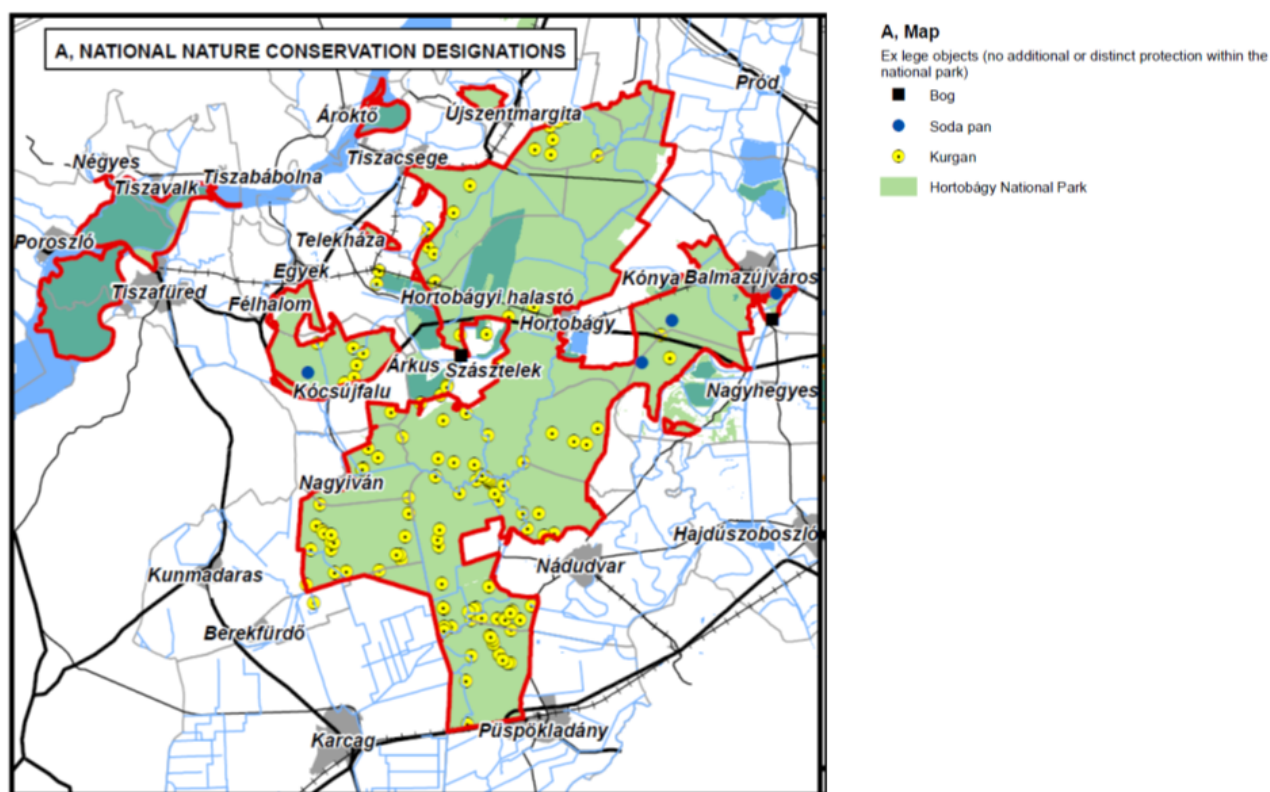 A, NATIONAL NATURE CONSERVATION DESIGNATIONS
Pród
Ároktő
Újszentmargita
Négyes
Tiszacsege
Tiszavalk
Tiszabábolna
Poroszló
Telekháza
Egyek
Kónya
Balmazújváros
Tiszafüred
Félhalom
Hortobágyi halastó
Hortobágy
Árkus
Szásztelek
Kócsújfalu
Nagyhegyes
Nagyiván
Hajdúszoboszló
Kunmadaras
Nádudvar
Berekfürdő
Karcag
Püspökladány
A, Map
Ex lege objects (no additional or distinct protection within the
national park)
Bog
Soda pan
Kurgan
Hortobágy National Park